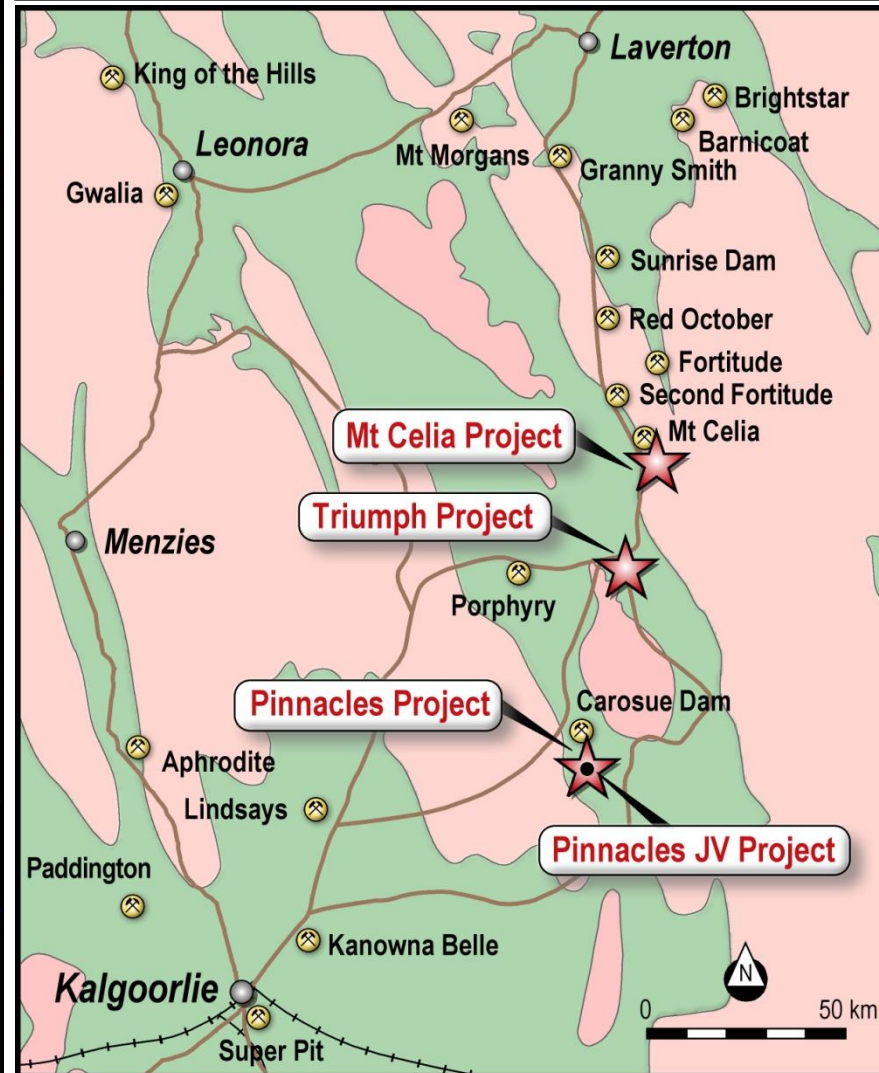 Laverton
King of the Hills
Brightstar
Barnicoat
Leonora
Mt Morgans
Granny Smith
Gwalia
Sunrise Dam
Red October
Fortitude
Second Fortitude
Mt Celia Project
Mt Celia
Triumph Project
Menzies
Porphyry
Pinnacles Project
Carosue Dam
Aphrodite
Lindsays
Pinnacles JV Project
Paddington
Kanowna Belle
N
Kalgoorlie
0 50 km
Super Pit